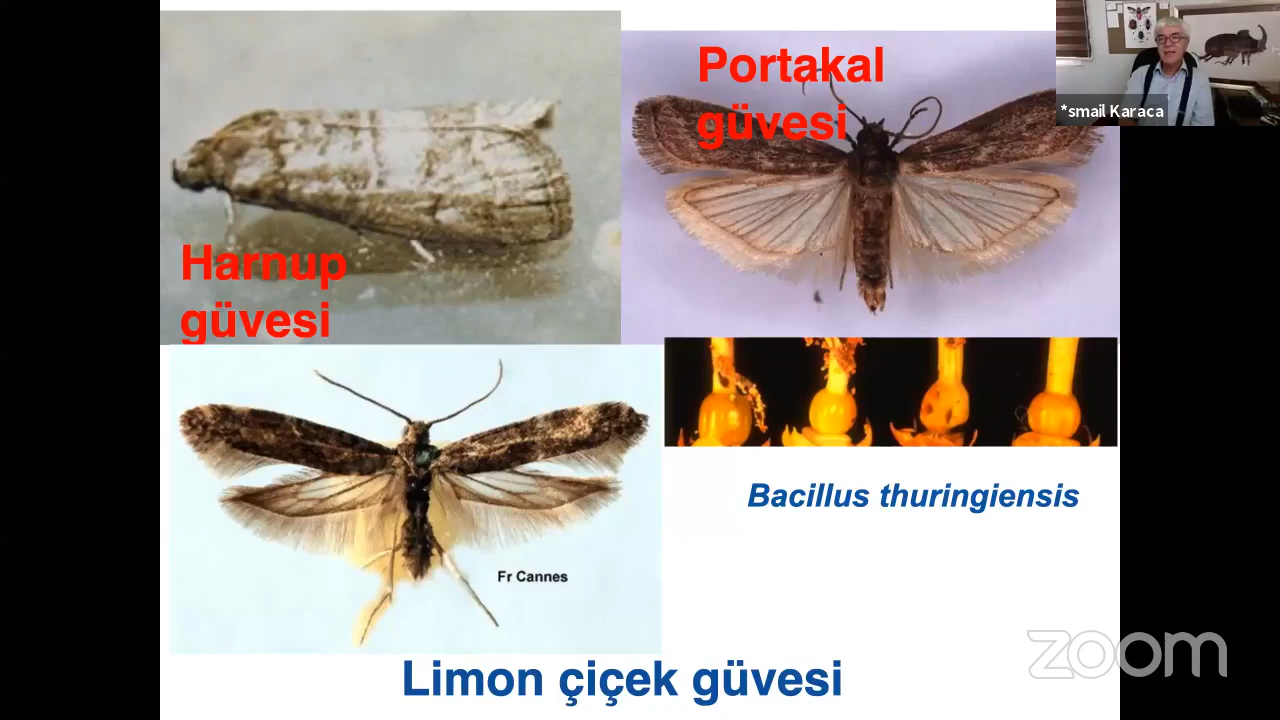 Portakal
güvesi
*smail Karaca
Harnup
güvesi
Bacillus thuringiensis
Fr Cannes
Limon çiçek güvesi
zoom